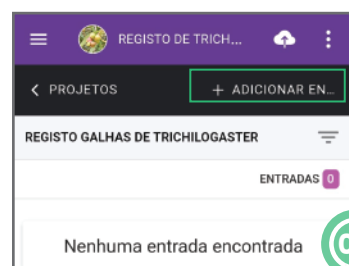 REGISTO DE TRICH...
PROJETOS + ADICIONAR EN...
REGISTO GALHAS DE TRICHILOGASTER
ENTRADAS 0
Nenhuma entrada encontrada